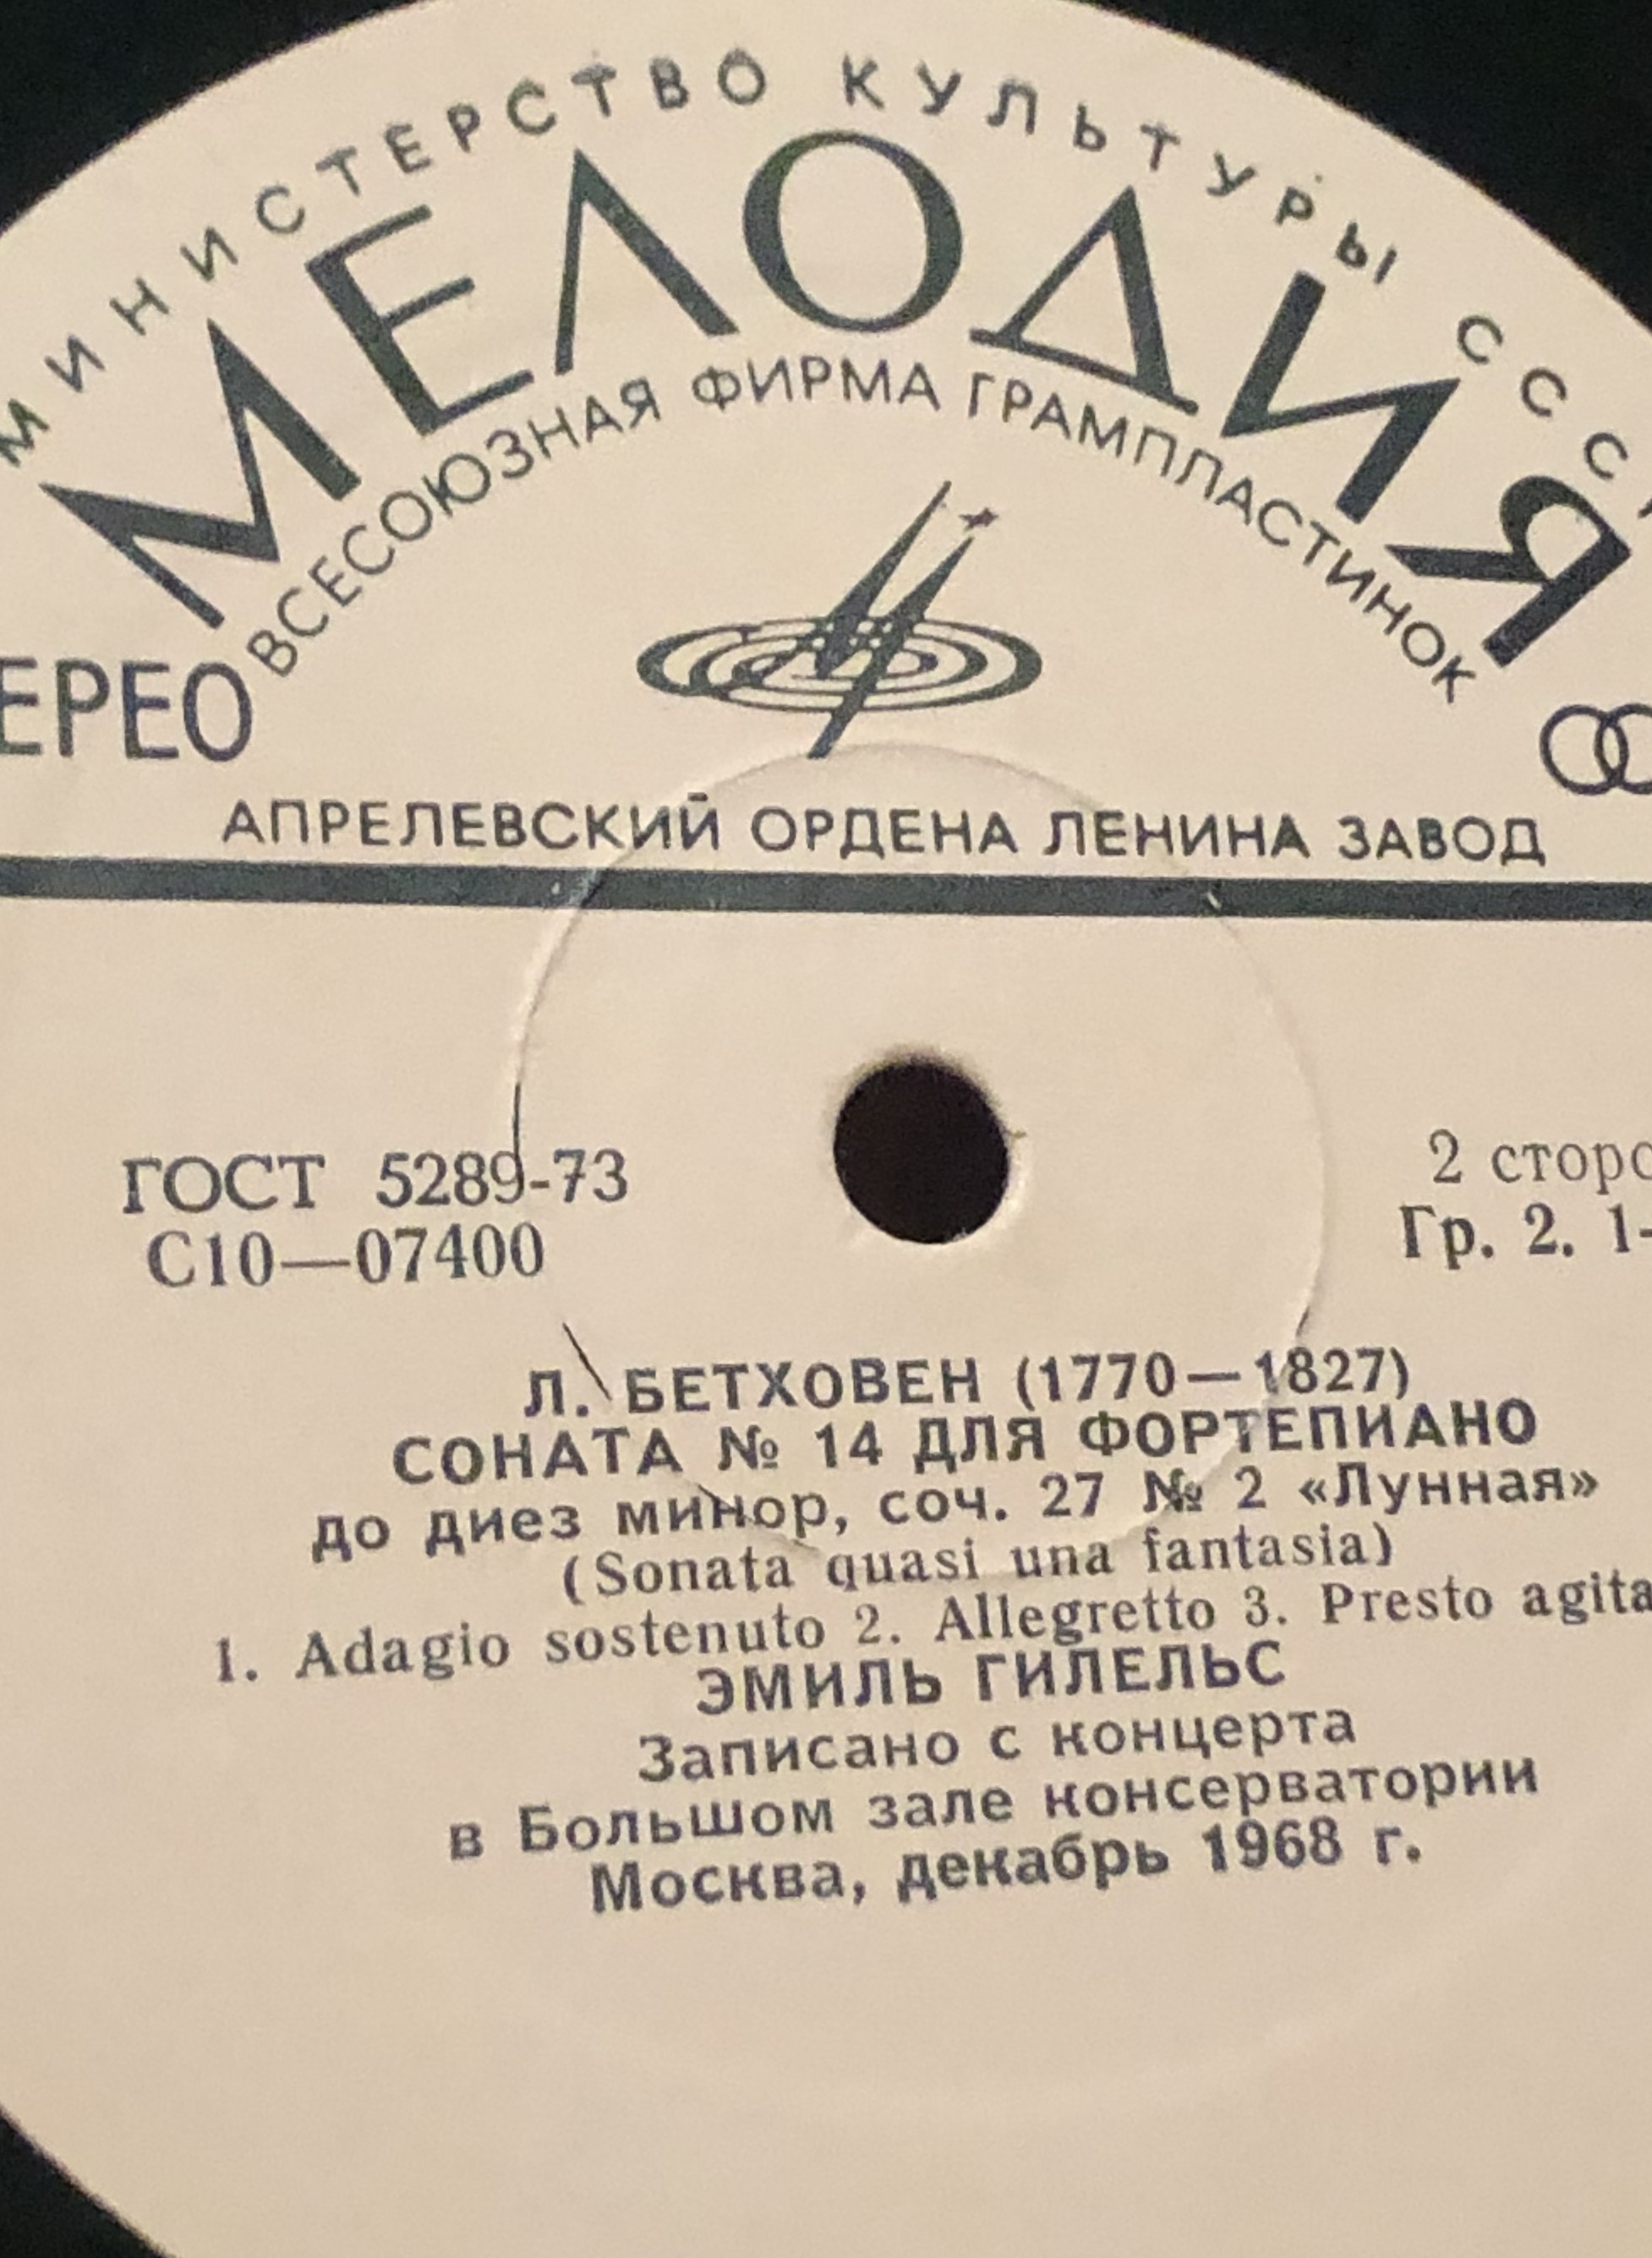 МИНИСТЕРСТВО КУЛЬТУРЫ
МЕЛОДИЯ
ВСЕСОЮЗНАЯ ФИРМА ГРАМПЛАСТИНОК
ЕРЕО
АПРЕЛЕВСКИЙ ОРДЕНА ЛЕНИНА ЗАВОД
ГОСТ 5289-73
С10—07400
2 сторо
Гр. 2. 1-
Л. БЕТХОВЕН (1770—1827)
СОНАТА № 14 ДЛЯ ФОРТЕПИАНО
до диез минор, соч. 27 № 2 «Лунная»
(Sonata quasi una fantasia)
1. Adagio sostenuto 2. Allegretto 3. Presto agita
ЭМИЛЬ ГИЛЕЛЬС
Записано с концерта
в Большом зале консерватории
Москва, декабрь 1968 г.